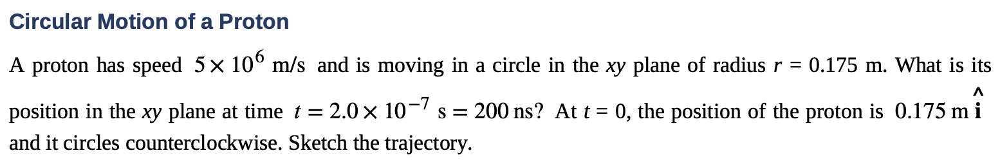 Circular Motion of a Proton
A proton has speed 5 × 10⁶ m/s and is moving in a circle in the xy plane of radius r = 0.175 m. What is its
position in the xy plane at time t = 2.0 × 10⁻⁷ s = 200 ns? At t = 0, the position of the proton is 0.175 m î
and it circles counterclockwise. Sketch the trajectory.